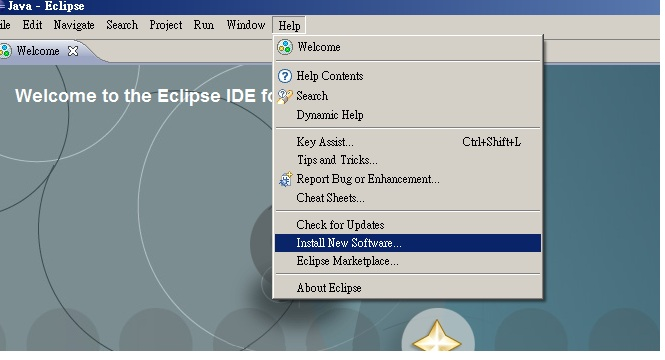 Java - Eclipse
ile Edit Navigate Search Project Run Window Help
Welcome
Welcome to the Eclipse IDE fo
Welcome
Help Contents
Search
Dynamic Help
Key Assist... Ctrl+Shift+L
Tips and Tricks...
Report Bug or Enhancement...
Cheat Sheets...
Check for Updates
Install New Software...
Eclipse Marketplace...
About Eclipse